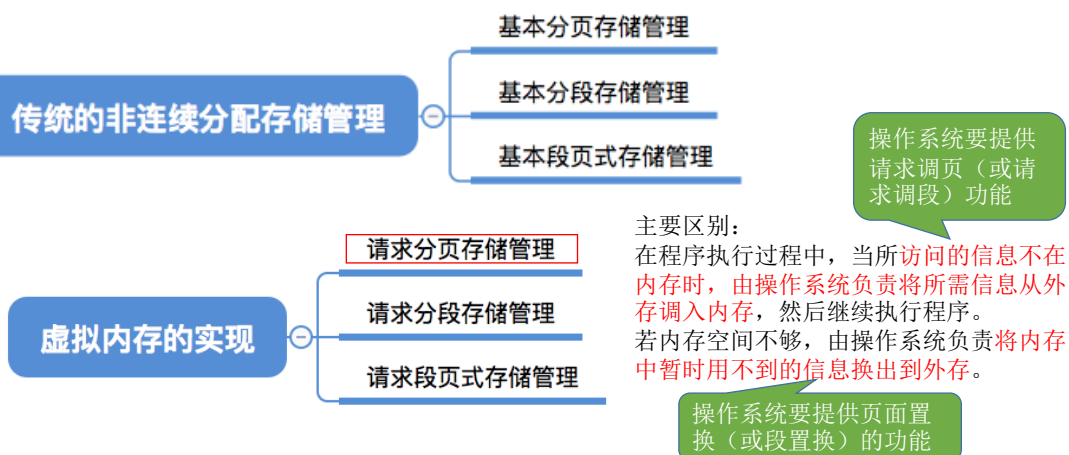 传统的非连续分配存储管理
基本分页存储管理
基本分段存储管理
基本段页式存储管理
虚拟内存的实现
请求分页存储管理
请求分段存储管理
请求段页式存储管理
操作系统要提供
请求调页（或请
求调段）功能
主要区别：
在程序执行过程中，当所访问的信息不在
内存时，由操作系统负责将所需信息从外
存调入内存，然后继续执行程序。
若内存空间不够，由操作系统负责将内存
中暂时用不到的信息换出到外存。
操作系统要提供页面置
换（或段置换）的功能